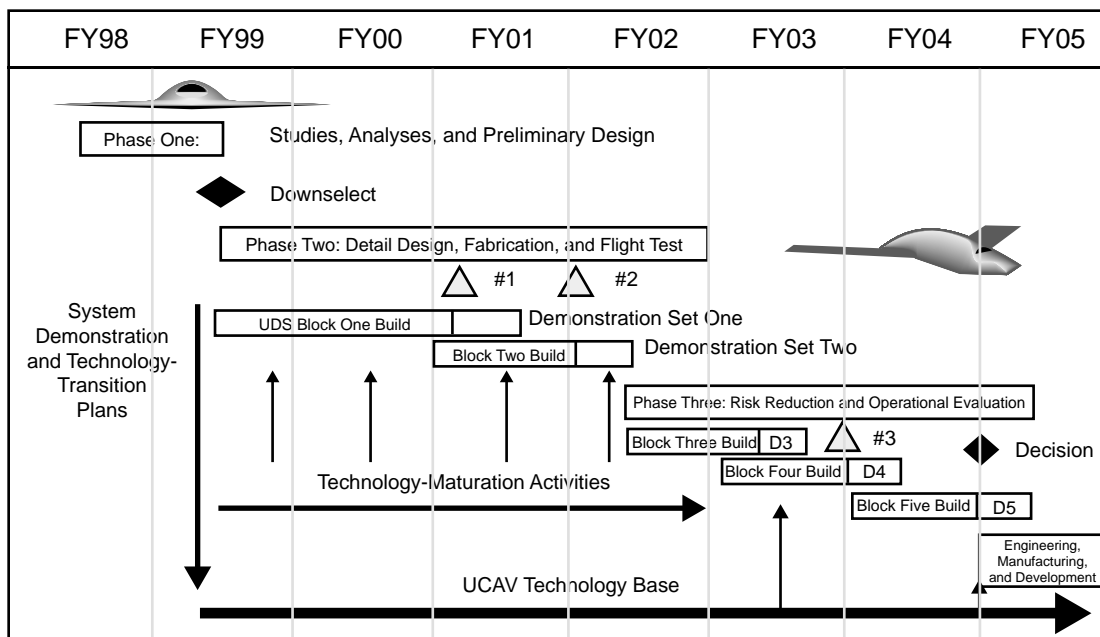 FY98 FY99 FY00 FY01 FY02 FY03 FY04 FY05
Phase One: Studies, Analyses, and Preliminary Design
Downselect
Phase Two: Detail Design, Fabrication, and Flight Test
#1 #2
System
Demonstration
and Technology-
Transition
Plans
UDS Block One Build Demonstration Set One
Block Two Build Demonstration Set Two
Phase Three: Risk Reduction and Operational Evaluation
Block Three Build D3 #3 Decision
Block Four Build D4
Technology-Maturation Activities
Block Five Build D5
Engineering,
Manufacturing,
and Development
UCAV Technology Base